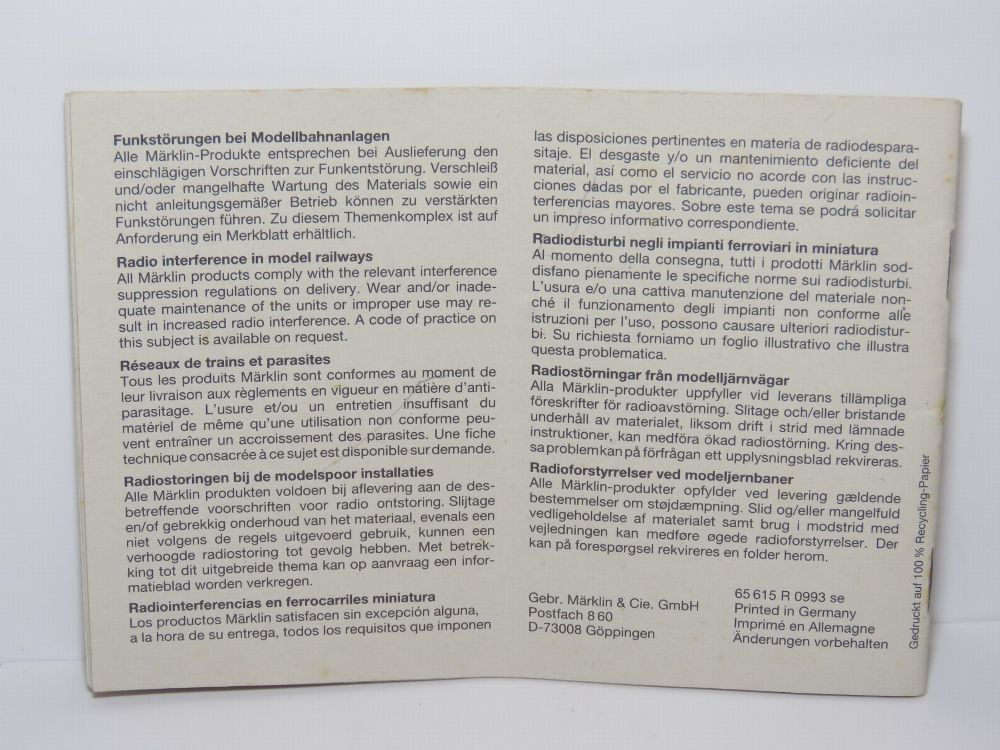 Funkstörungen bei Modellbahnanlagen
Alle Märklin-Produkte entsprechen bei Auslieferung den
einschlägigen Vorschriften zur Funkentstörung. Verschleiß
und/oder mangelhafte Wartung des Materials sowie ein
nicht anleitungsgemäßer Betrieb können zu verstärkten
Funkstörungen führen. Zu diesem Themenkomplex ist auf
Anforderung ein Merkblatt erhältlich.
Radio interference in model railways
All Märklin products comply with the relevant interference
suppression regulations on delivery. Wear and/or inade-
quate maintenance of the units or improper use may re-
sult in increased radio interference. A code of practice on
this subject is available on request.
Réseaux de trains et parasites
Tous les produits Märklin sont conformes au moment de
leur livraison aux règlements en vigueur en matière d'anti-
parasitage. L'usure et/ou un entretien insuffisant du
matériel de même qu'une utilisation non conforme peu-
vent entraîner un accroissement des parasites. Une fiche
technique consacrée à ce sujet est disponible sur demande.
Radiostoringen bij de modelspoor installaties
Alle Märklin produkten voldoen bij aflevering aan de des-
betreffende voorschriften voor radio ontstoring. Slijtage
en/of gebrekkig onderhoud van het materiaal, evenals een
niet volgens de regels uitgevoerd gebruik, kunnen een
verhoogde radiostoring tot gevolg hebben. Met betrek-
king tot dit uitgebreide thema kan op aanvraag een infor-
matieblad worden verkregen.
Radiointerferencias en ferrocarriles miniatura
Los productos Märklin satisfacen sin excepción alguna,
a la hora de su entrega, todos los requisitos que imponen
las disposiciones pertinentes en materia de radiodespara-
sitaje. El desgaste y/o un mantenimiento deficiente del
material, así como el servicio no acorde con las instruc-
ciones dadas por el fabricante, pueden originar radioin-
terferencias mayores. Sobre este tema se podrá solicitar
un impreso informativo correspondiente.
Radiodisturbi negli impianti ferroviari in miniatura
Al momento della consegna, tutti i prodotti Märklin sod-
disfano pienamente le specifiche norme sui radiodisturbi.
L'usura e/o una cattiva manutenzione del materiale non-
ché il funzionamento degli impianti non conforme alle
istruzioni per l'uso, possono causare ulteriori radiodistur-
bi. Su richiesta forniamo un foglio illustrativo che illustra
questa problematica.
Radiostörningar från modelljärnvägar
Alla Märklin-produkter uppfyller vid leverans tillämpliga
föreskrifter för radioavstörning. Slitage och/eller bristande
underhåll av materialet, liksom drift i strid med lämnade
instruktioner, kan medföra ökad radiostörning. Kring des-
sa problem kan på förfrågan ett upplysningsblad rekvireras.
Radioforstyrrelser ved modeljernbaner
Alle Märklin-produkter opfylder ved levering gældende
bestemmelser om støjdæmpning. Slid og/eller mangelfuld
vedligeholdelse af materialet samt brug i modstrid med
vejledningen kan medføre øgede radioforstyrrelser. Der
kan på forespørgsel rekvireres en folder herom.
Gebr. Märklin & Cie. GmbH
Postfach 8 60
D-73008 Göppingen
65 615 R 0993 se
Printed in Germany
Imprimé en Allemagne
Änderungen vorbehalten
Gedruckt auf 100 % Recycling-Papier